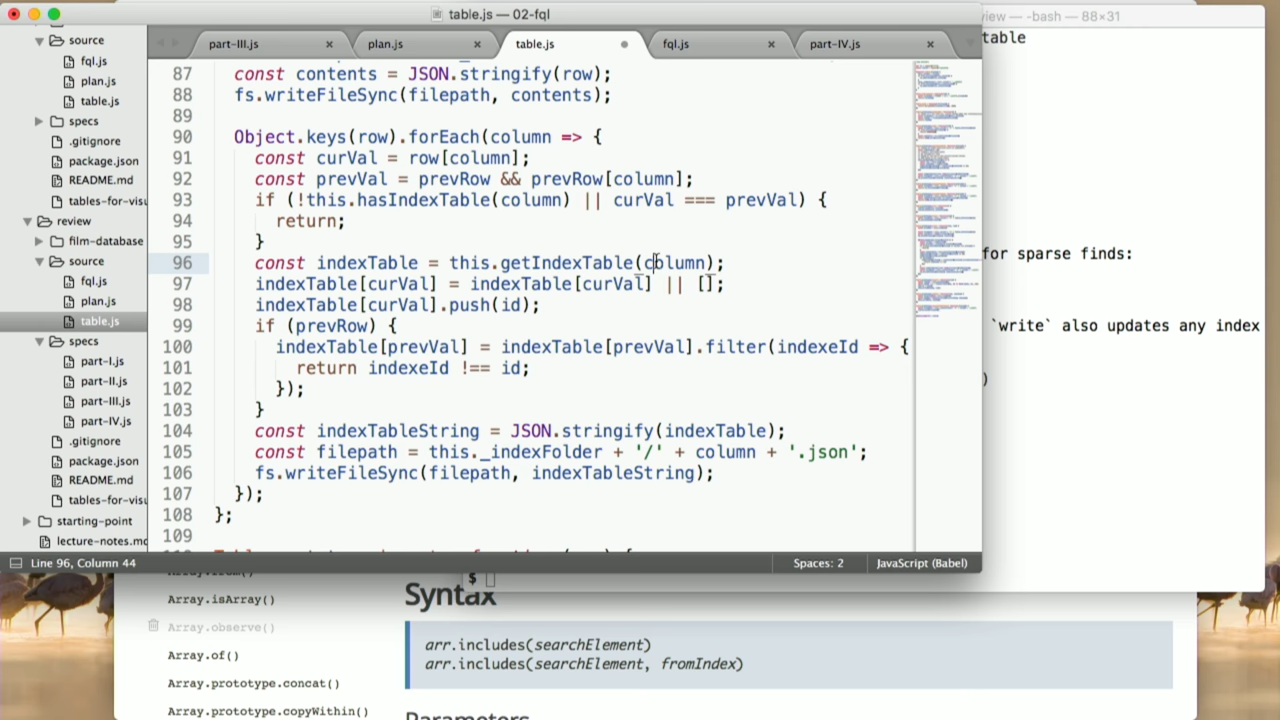 table.js — 02-fql
-bash — 88×31
source
fql.js
plan.js
table.js
specs
.gitignore
package.json
README.md
tables-for-visu
review
film-database
source
fql.js
plan.js
table.js
specs
part-I.js
part-II.js
part-III.js
part-IV.js
.gitignore
package.json
README.md
tables-for-visu
starting-point
lecture-notes.md
part-III.js
plan.js
table.js
fql.js
part-IV.js
87 const contents = JSON.stringify(row);
88 fs.writeFileSync(filepath, contents);
89
90 Object.keys(row).forEach(column => {
91 const curVal = row[column];
92 const prevVal = prevRow && prevRow[column];
93 if (!this.hasIndexTable(column) || curVal === prevVal) {
94 return;
95 }
96 const indexTable = this.getIndexTable(column);
97 indexTable[curVal] = indexTable[curVal] || [];
98 indexTable[curVal].push(id);
99 if (prevRow) {
100 indexTable[prevVal] = indexTable[prevVal].filter(indexeId => {
101 return indexeId !== id;
102 });
103 }
104 const indexTableString = JSON.stringify(indexTable);
105 const filepath = this._indexFolder + '/' + column + '.json';
106 fs.writeFileSync(filepath, indexTableString);
107 });
108 };
109
Line 96, Column 44
Spaces: 2
JavaScript (Babel)
table
for sparse finds:
`write` also updates any index
)
$
Array.isArray()
Array.observe()
Array.of()
Array.prototype.concat()
Array.prototype.copyWithin()
Syntax
arr.includes(searchElement)
arr.includes(searchElement, fromIndex)
Parameters